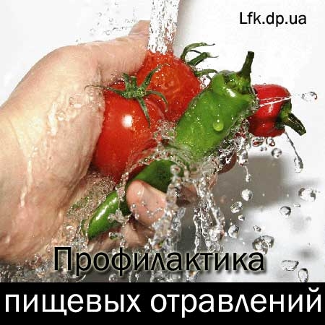 Lfk.dp.ua
Профилактика
пищевых отравлений